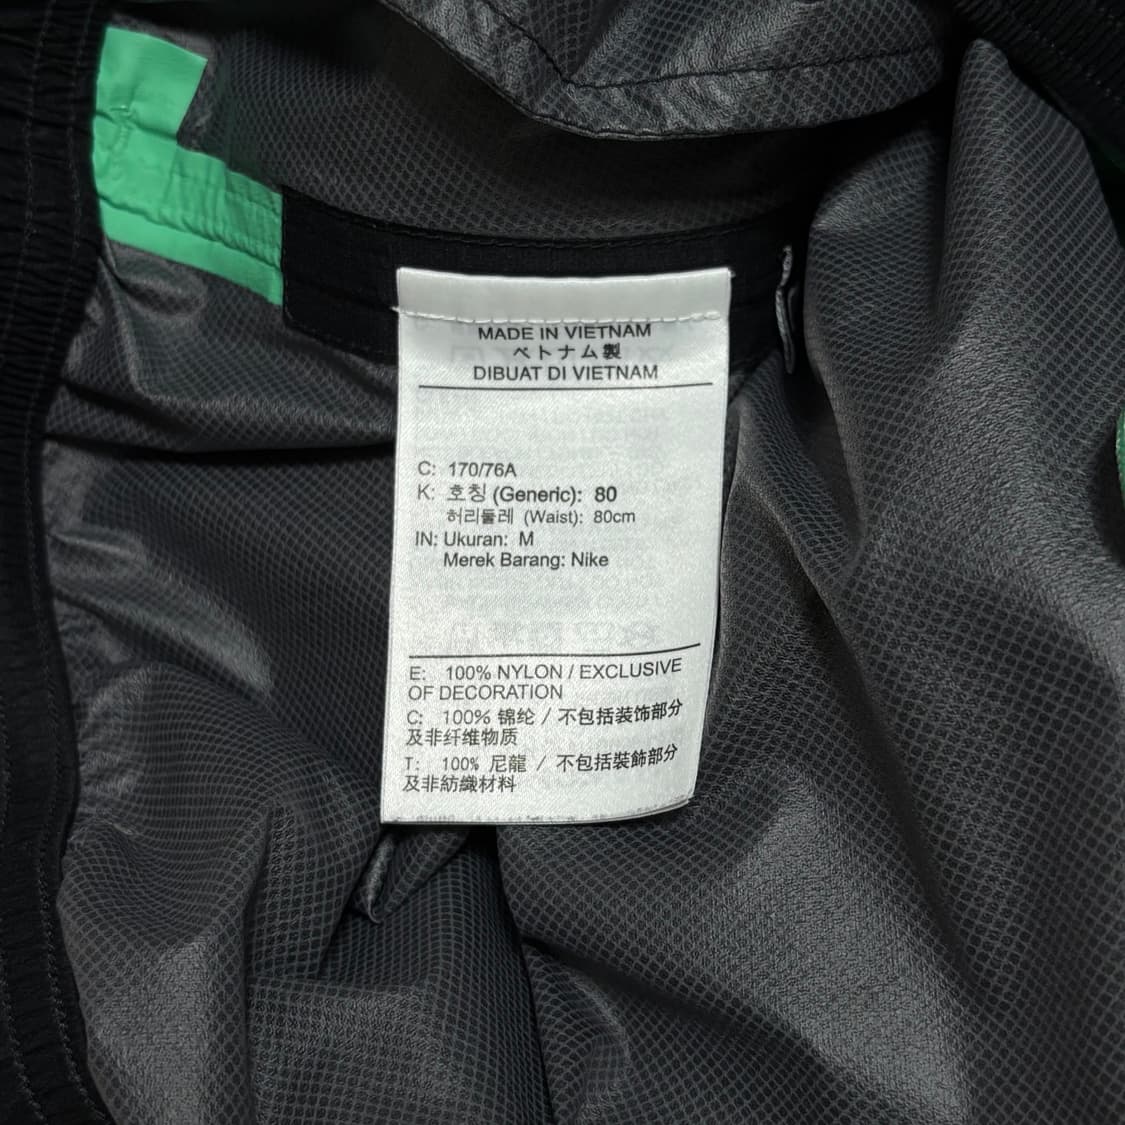 MADE IN VIETNAM
ベトナム製
DIBUAT DI VIETNAM
C: 170/76A
K: 호칭 (Generic): 80
허리둘레 (Waist): 80cm
IN: Ukuran: M
Merek Barang: Nike
E: 100% NYLON / EXCLUSIVE
OF DECORATION
C: 100% 锦纶 / 不包括装饰部分
及非纤维物质
T: 100% 尼龍 / 不包括裝飾部分
及非紡織材料